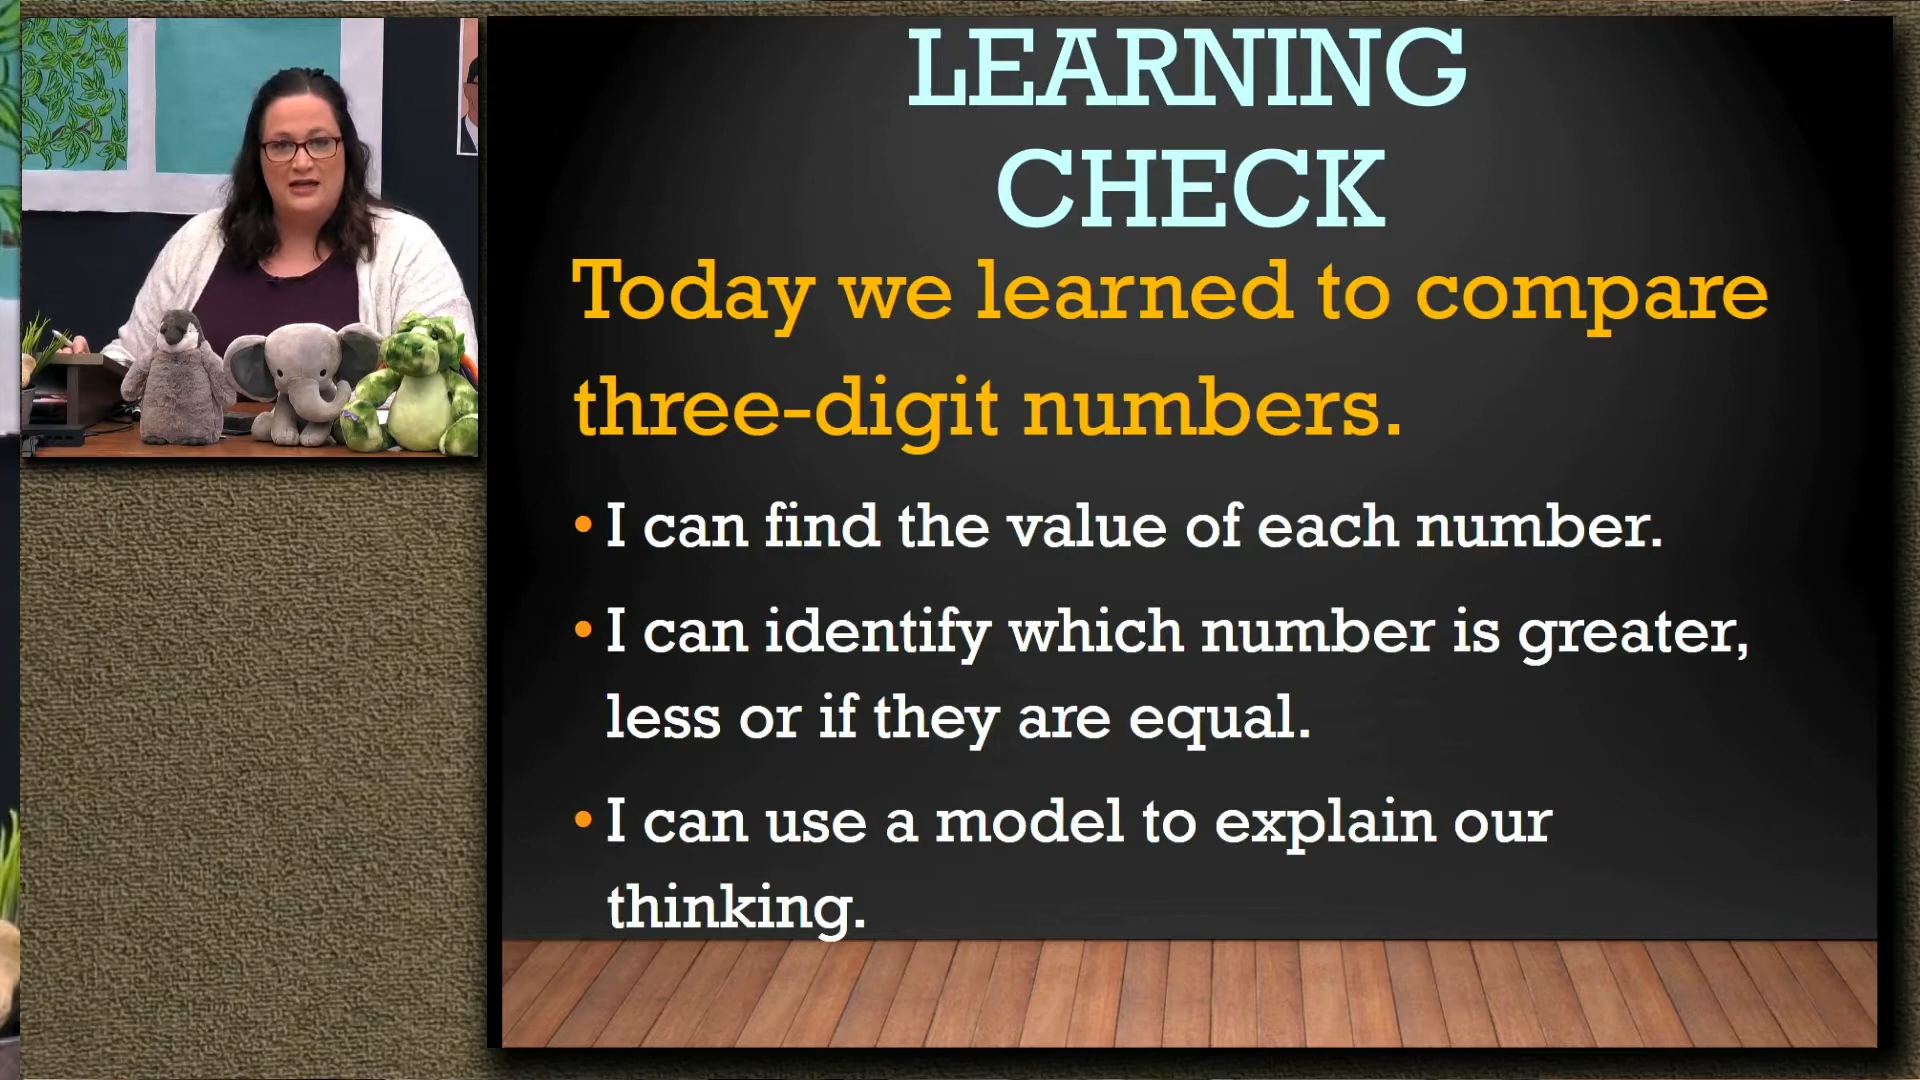 LEARNING
CHECK
Today we learned to compare
three-digit numbers.
• I can find the value of each number.
• I can identify which number is greater,
less or if they are equal.
• I can use a model to explain our
thinking.